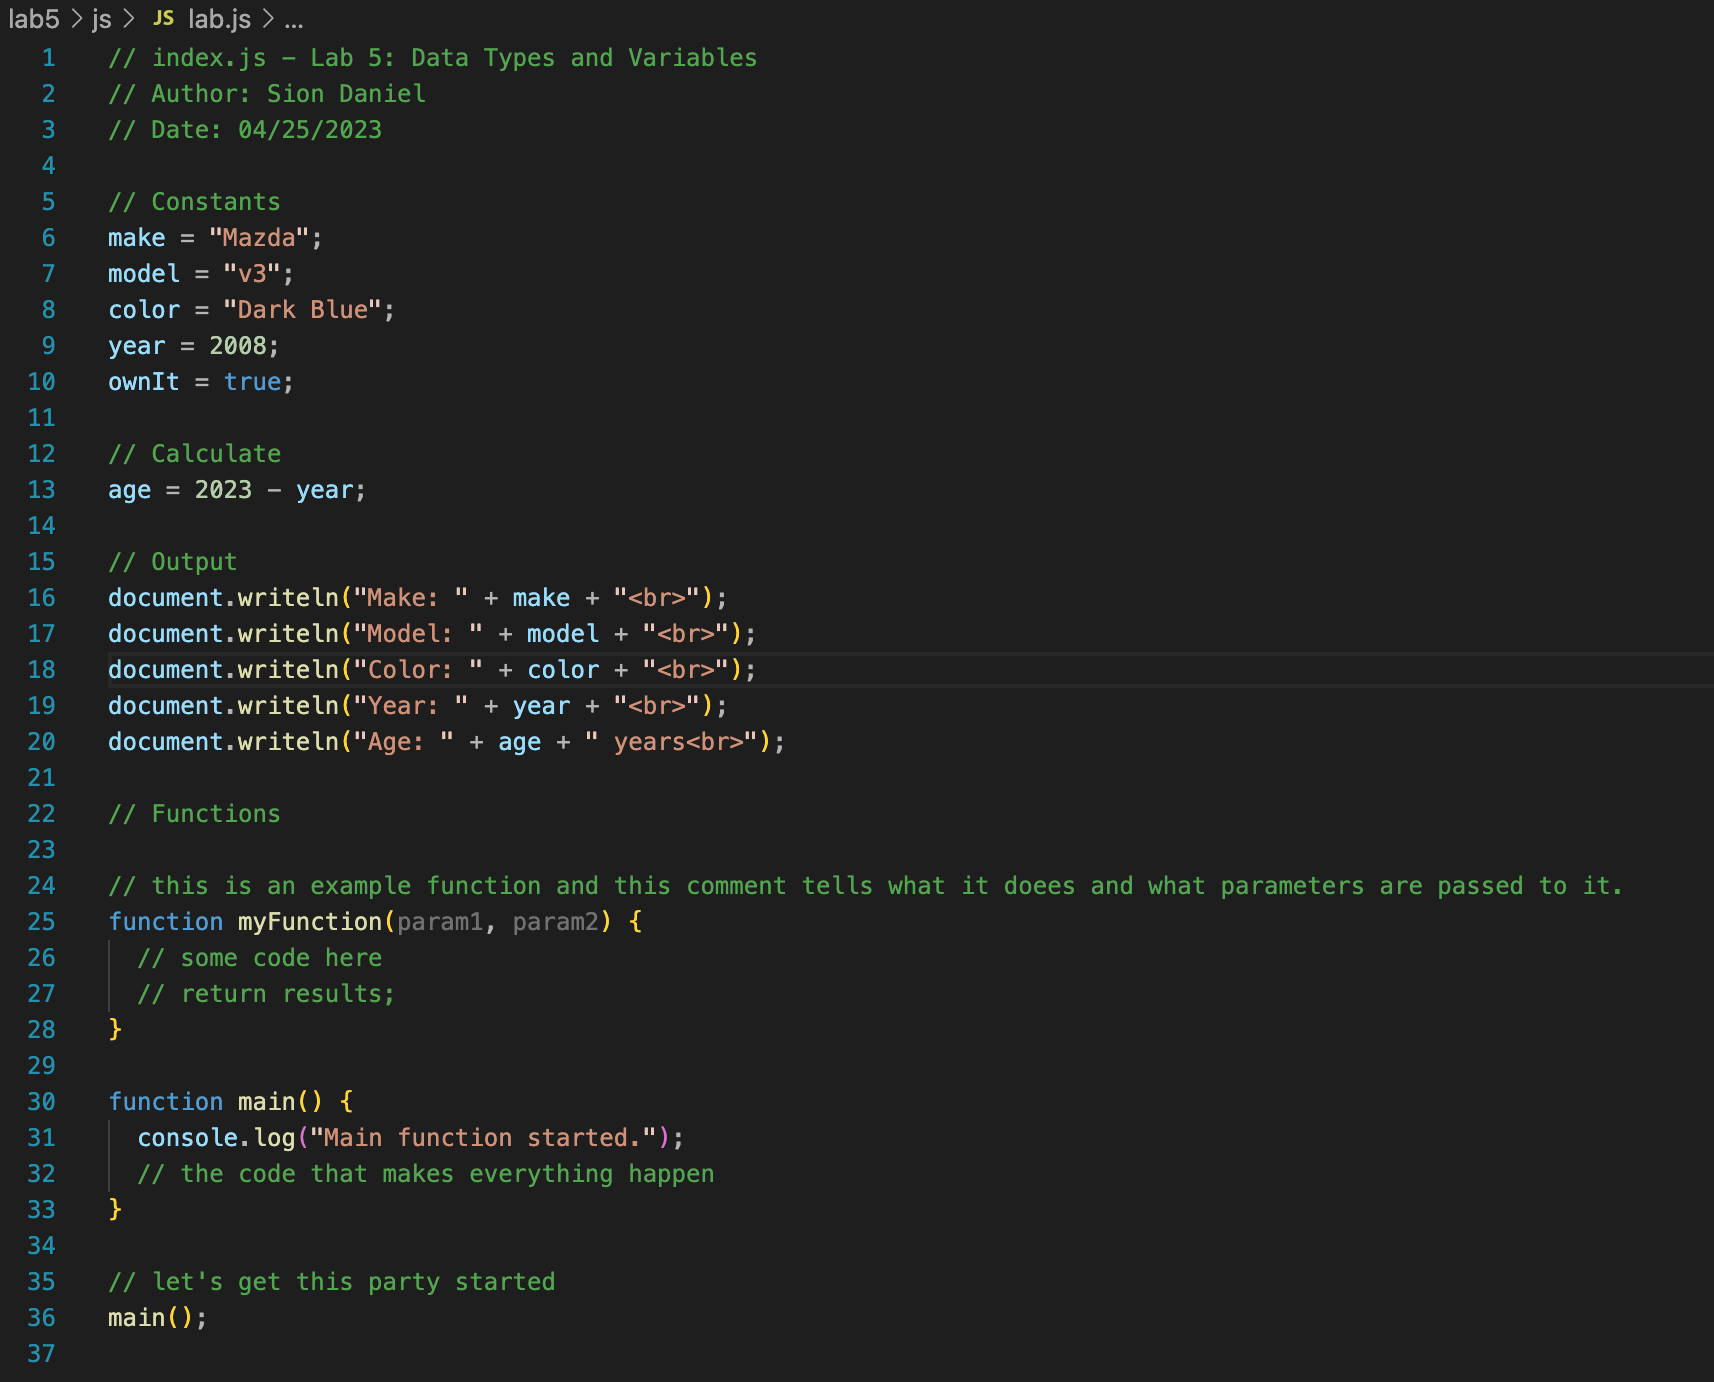 lab5 > js > JS lab.js > ...
1 // index.js – Lab 5: Data Types and Variables
2 // Author: Sion Daniel
3 // Date: 04/25/2023
4
5 // Constants
6 make = "Mazda";
7 model = "v3";
8 color = "Dark Blue";
9 year = 2008;
10 ownIt = true;
11
12 // Calculate
13 age = 2023 - year;
14
15 // Output
16 document.writeln("Make: " + make + "<br>");
17 document.writeln("Model: " + model + "<br>");
18 document.writeln("Color: " + color + "<br>");
19 document.writeln("Year: " + year + "<br>");
20 document.writeln("Age: " + age + " years<br>");
21
22 // Functions
23
24 // this is an example function and this comment tells what it doees and what parameters are passed to it.
25 function myFunction(param1, param2) {
26   // some code here
27   // return results;
28 }
29
30 function main() {
31   console.log("Main function started.");
32   // the code that makes everything happen
33 }
34
35 // let's get this party started
36 main();
37